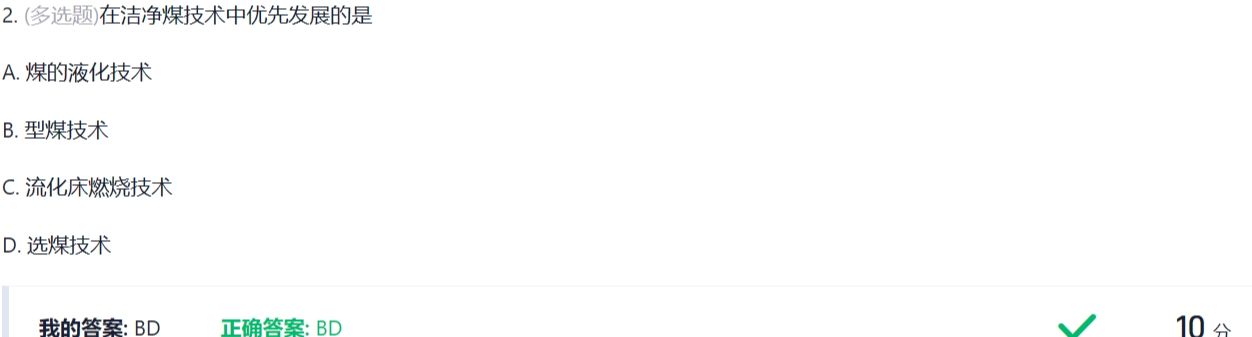 2. (多选题)在洁净煤技术中优先发展的是
A. 煤的液化技术
B. 型煤技术
C. 流化床燃烧技术
D. 选煤技术
我的答案: BD 正确答案: BD 10 分